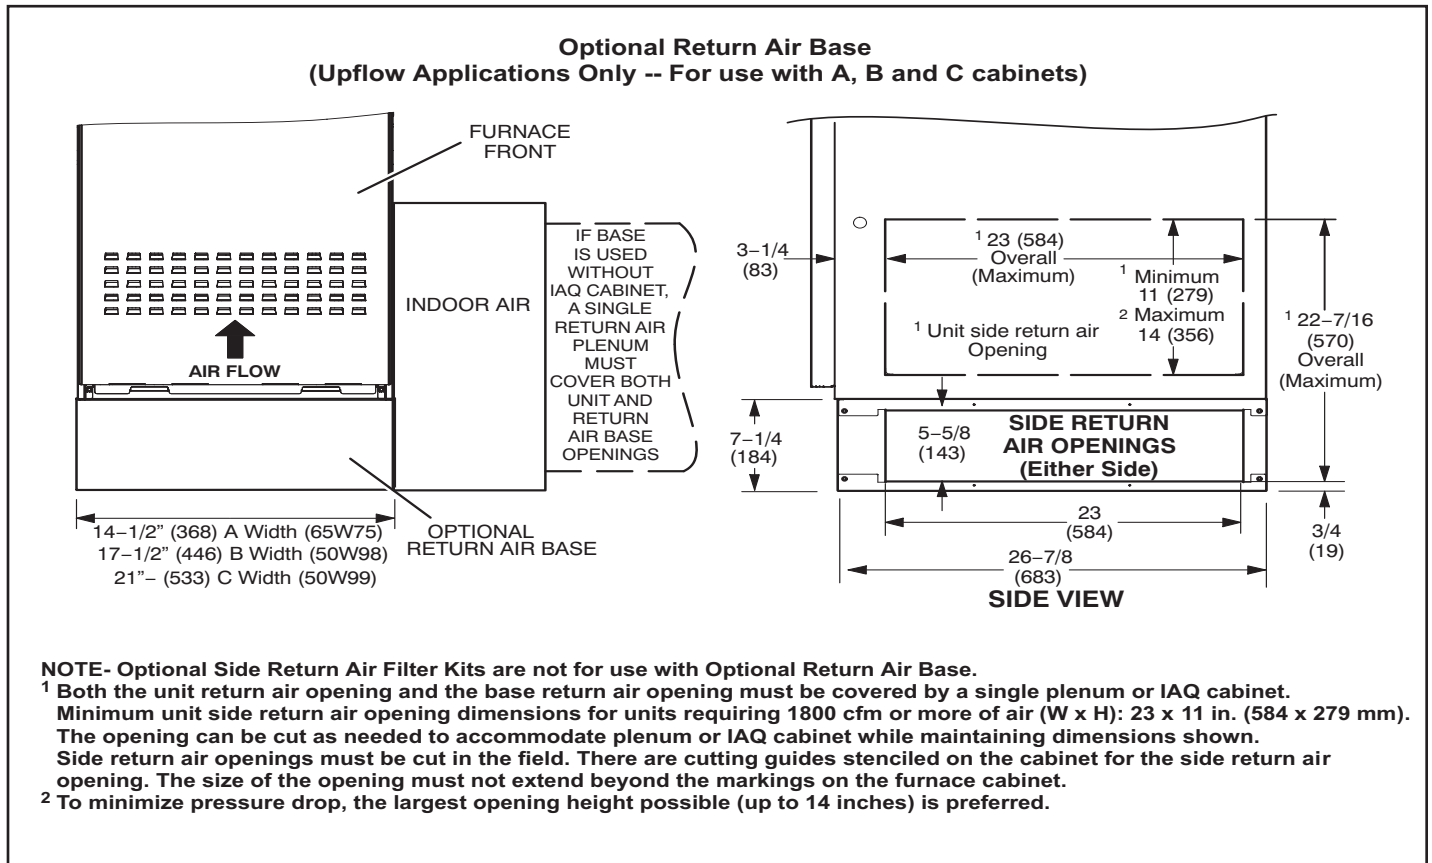 Optional Return Air Base
(Upflow Applications Only -- For use with A, B and C cabinets)
FURNACE
FRONT
AIR FLOW
INDOOR AIR
IF BASE
IS USED
WITHOUT
IAQ CABINET,
A SINGLE
RETURN AIR
PLENUM
MUST
COVER BOTH
UNIT AND
RETURN
AIR BASE
OPENINGS
14–1/2” (368) A Width (65W75)
17–1/2” (446) B Width (50W98)
21”- (533) C Width (50W99)
OPTIONAL
RETURN AIR BASE
3–1/4
(83)
1 23 (584)
Overall
(Maximum)
1 Minimum
11 (279)
2 Maximum
14 (356)
1 Unit side return air
Opening
1 22–7/16
(570)
Overall
(Maximum)
7–1/4
(184)
5–5/8
(143)
SIDE RETURN
AIR OPENINGS
(Either Side)
23
(584)
26–7/8
(683)
3/4
(19)
SIDE VIEW
NOTE- Optional Side Return Air Filter Kits are not for use with Optional Return Air Base.
1 Both the unit return air opening and the base return air opening must be covered by a single plenum or IAQ cabinet.
Minimum unit side return air opening dimensions for units requiring 1800 cfm or more of air (W x H): 23 x 11 in. (584 x 279 mm).
The opening can be cut as needed to accommodate plenum or IAQ cabinet while maintaining dimensions shown.
Side return air openings must be cut in the field. There are cutting guides stenciled on the cabinet for the side return air
opening. The size of the opening must not extend beyond the markings on the furnace cabinet.
2 To minimize pressure drop, the largest opening height possible (up to 14 inches) is preferred.